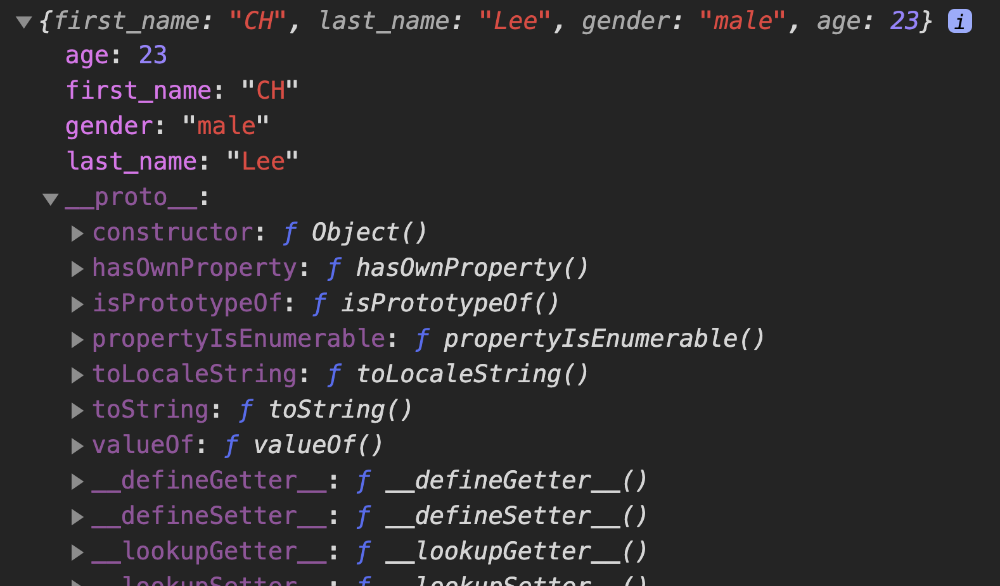 ▼{first_name: "CH", last_name: "Lee", gender: "male", age: 23} i
age: 23
first_name: "CH"
gender: "male"
last_name: "Lee"
▼__proto__:
▶constructor: ƒ Object()
▶hasOwnProperty: ƒ hasOwnProperty()
▶isPrototypeOf: ƒ isPrototypeOf()
▶propertyIsEnumerable: ƒ propertyIsEnumerable()
▶toLocaleString: ƒ toLocaleString()
▶toString: ƒ toString()
▶valueOf: ƒ valueOf()
▶__defineGetter__: ƒ __defineGetter__()
▶__defineSetter__: ƒ __defineSetter__()
▶__lookupGetter__: ƒ __lookupGetter__()
▶__lookupSetter__: ƒ __lookupSetter__()